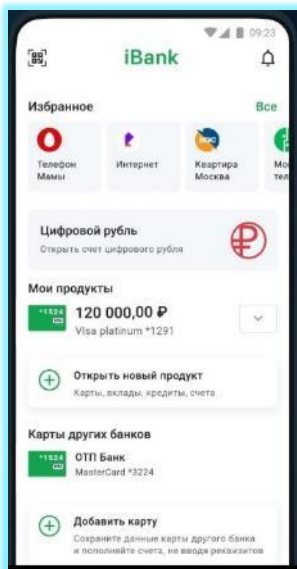 09:23
iBank
Избранное Все
Телефон Мамы
Интернет
Квартира Москва
Цифровой рубль
Открыть счет цифрового рубля
Мои продукты
*1524 120 000,00 ₽
Visa platinum *1291
Открыть новый продукт
Карты, вклады, кредиты, счета
Карты других банков
*1524 ОТП Банк
MasterCard *3224
Добавить карту
Сохраните данные карты другого банка
и пополняйте счета, не вводя реквизитов